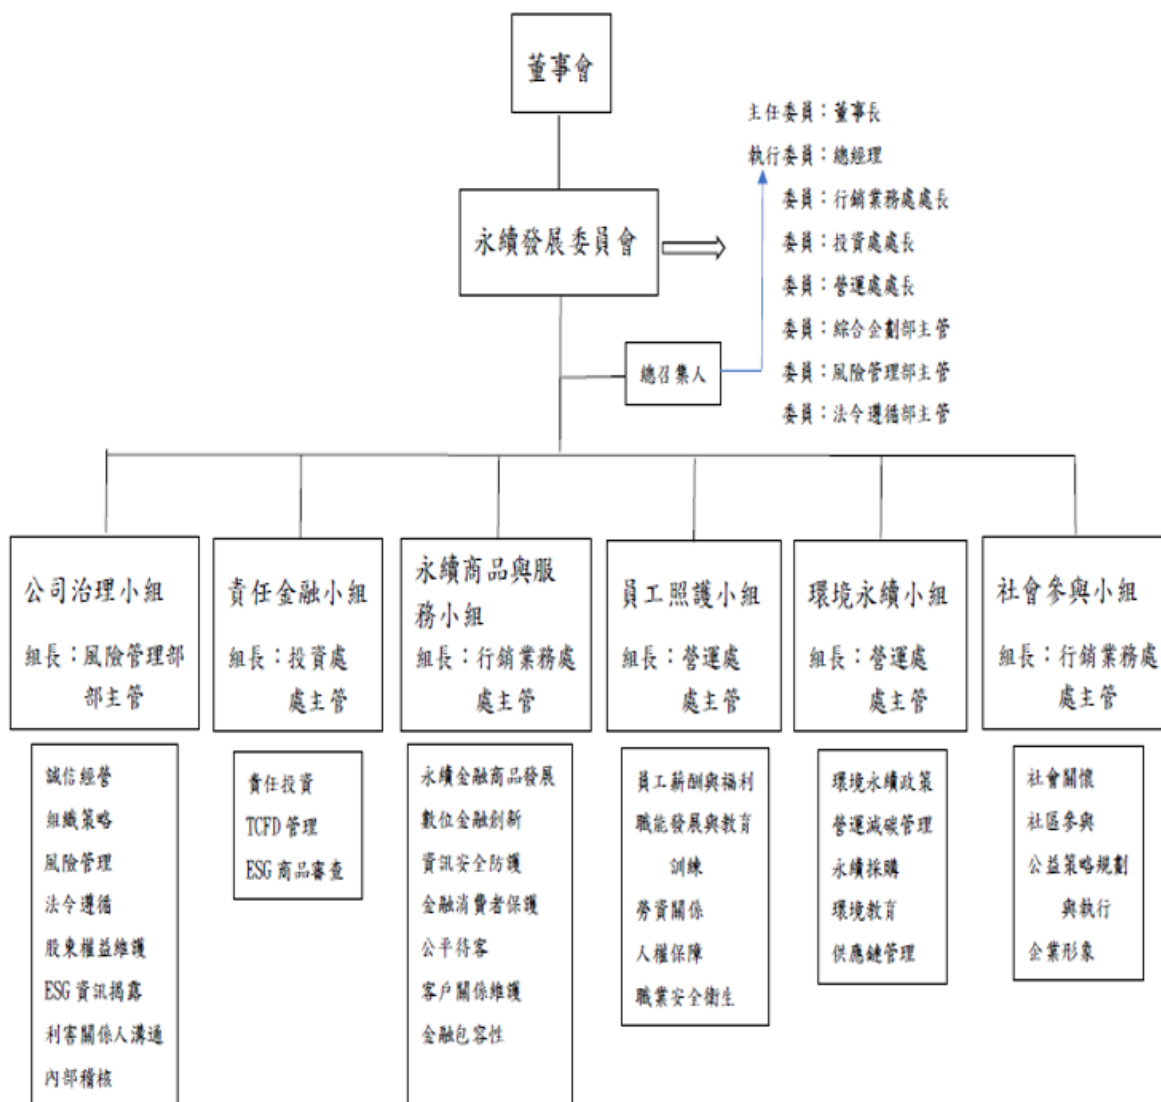 董事會
永續發展委員會
主任委員：董事長
執行委員：總經理
委員：行銷業務處處長
委員：投資處處長
委員：營運處處長
委員：綜合企劃部主管
委員：風險管理部主管
委員：法令遵循部主管
總召集人
公司治理小組
組長：風險管理部
部主管
誠信經營
組織策略
風險管理
法令遵循
股東權益維護
ESG 資訊揭露
利害關係人溝通
內部稽核
責任金融小組
組長：投資處
處主管
責任投資
TCFD 管理
ESG 商品審查
永續商品與服
務小組
組長：行銷業務處
處主管
永續金融商品發展
數位金融創新
資訊安全防護
金融消費者保護
公平待客
客戶關係維護
金融包容性
員工照護小組
組長：營運處
處主管
員工薪酬與福利
職能發展與教育
訓練
勞資關係
人權保障
職業安全衛生
環境永續小組
組長：營運處
處主管
環境永續政策
營運減碳管理
永續採購
環境教育
供應鏈管理
社會參與小組
組長：行銷業務處
處主管
社會關懷
社區參與
公益策略規劃
與執行
企業形象